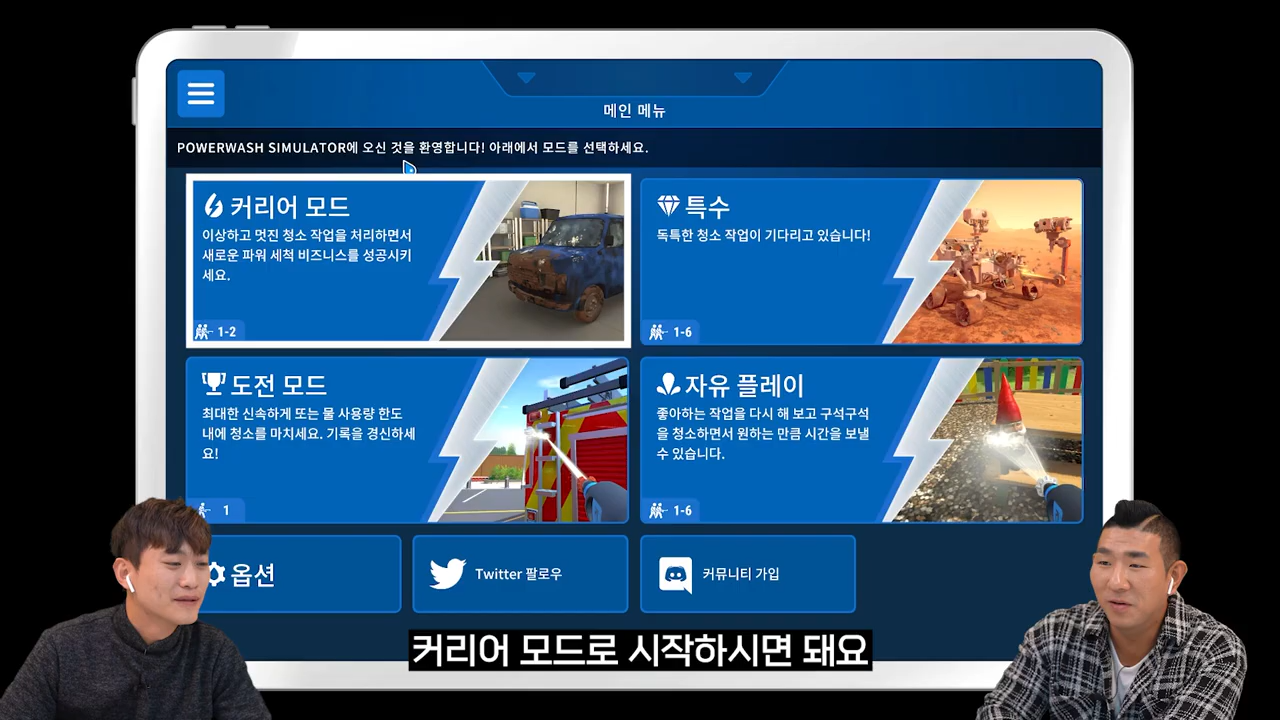 메인 메뉴
POWERWASH SIMULATOR에 오신 것을 환영합니다! 아래에서 모드를 선택하세요.
커리어 모드
이상하고 멋진 청소 작업을 처리하면서
새로운 파워 세척 비즈니스를 성공시키
세요.
1-2
특수
독특한 청소 작업이 기다리고 있습니다!
1-6
도전 모드
최대한 신속하게 또는 물 사용량 한도
내에 청소를 마치세요. 기록을 경신하세
요!
1
자유 플레이
좋아하는 작업을 다시 해 보고 구석구석
을 청소하면서 원하는 만큼 시간을 보낼
수 있습니다.
1-6
옵션
Twitter 팔로우
커뮤니티 가입
커리어 모드로 시작하시면 돼요